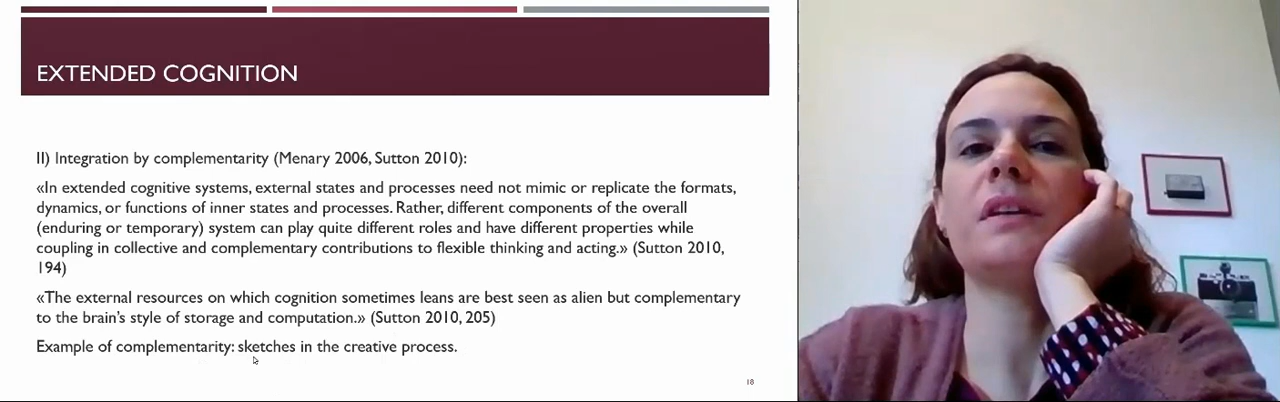 EXTENDED COGNITION
II) Integration by complementarity (Menary 2006, Sutton 2010):
«In extended cognitive systems, external states and processes need not mimic or replicate the formats,
dynamics, or functions of inner states and processes. Rather, different components of the overall
(enduring or temporary) system can play quite different roles and have different properties while
coupling in collective and complementary contributions to flexible thinking and acting.» (Sutton 2010,
194)
«The external resources on which cognition sometimes leans are best seen as alien but complementary
to the brain's style of storage and computation.» (Sutton 2010, 205)
Example of complementarity: sketches in the creative process.
18